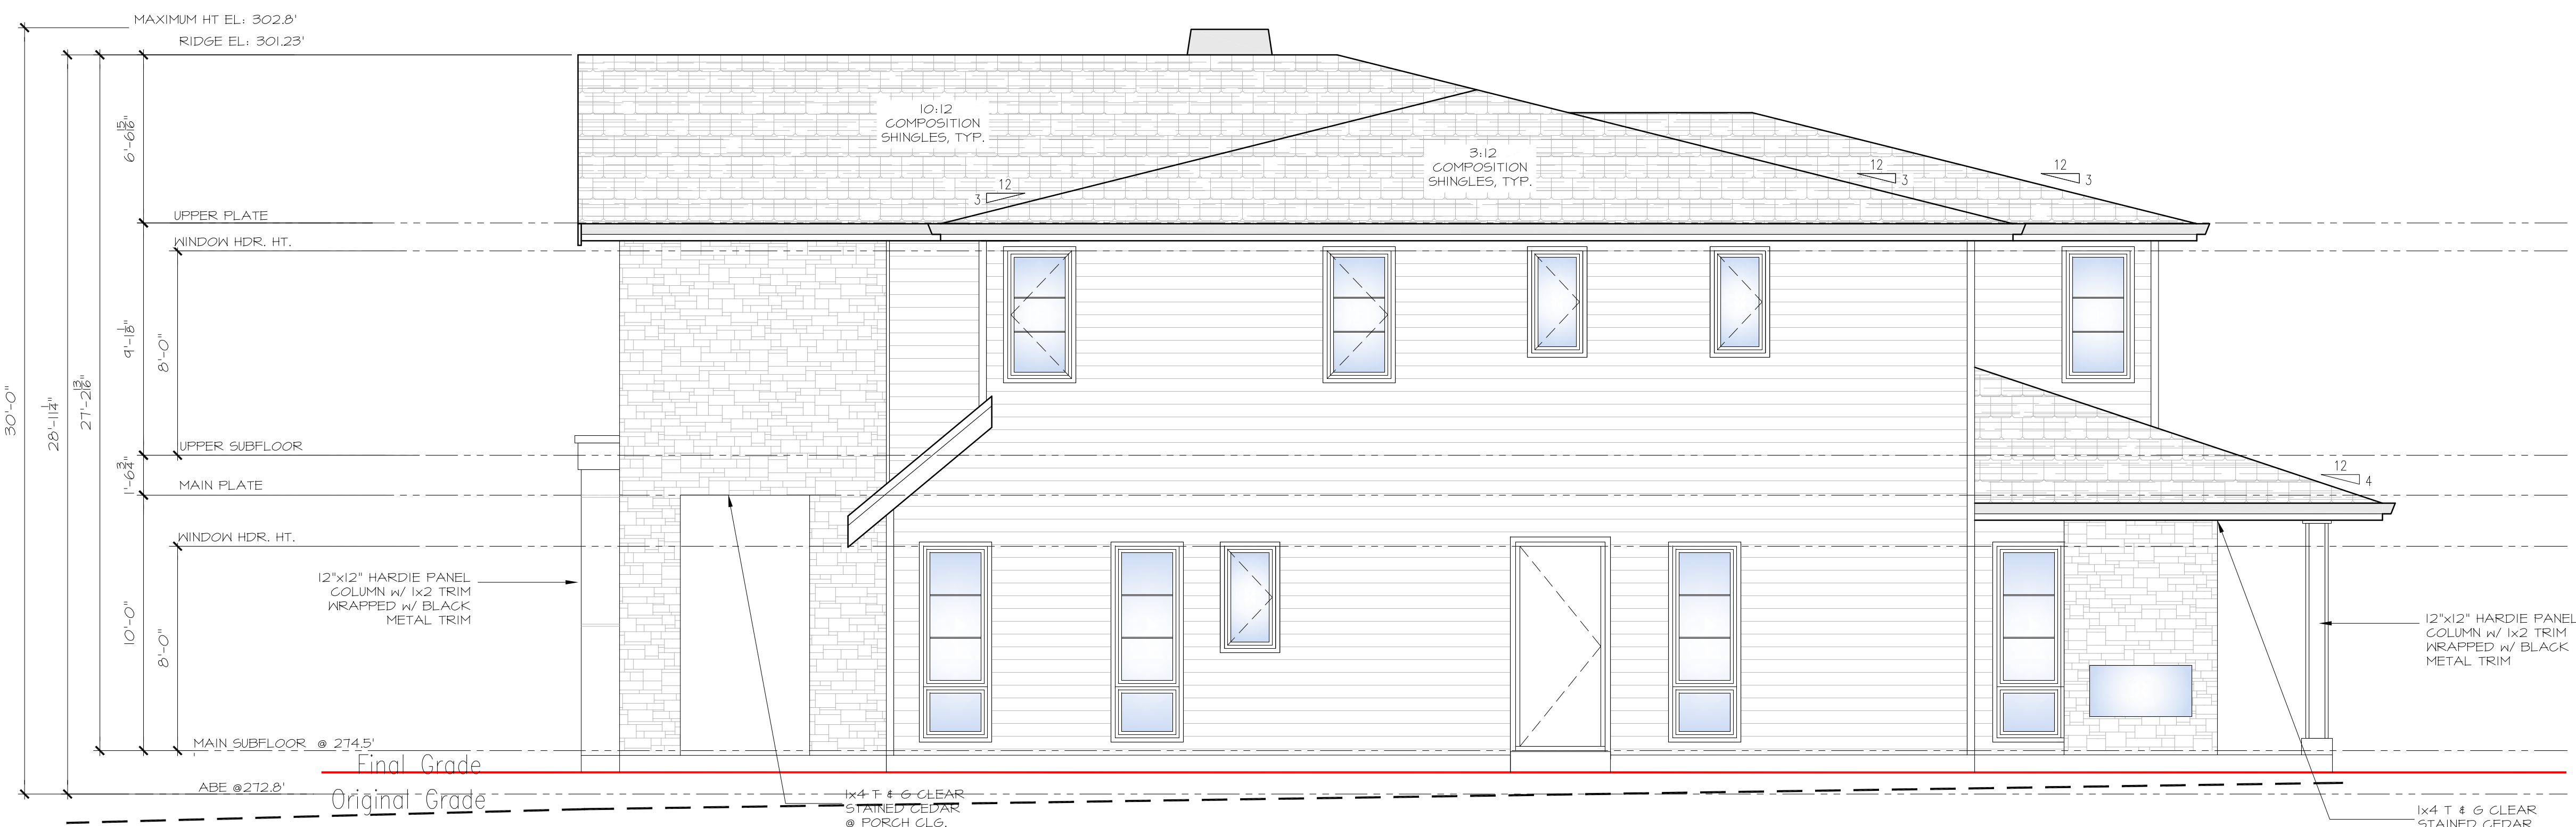 MAXIMUM HT EL: 302.8'
RIDGE EL: 301.23'
10:12
COMPOSITION
SHINGLES, TYP.
3:12
COMPOSITION
SHINGLES, TYP.
12
3
12
3
12
3
6'-6 15/16"
UPPER PLATE
WINDOW HDR. HT.
9'-1 1/8"
8'-0"
30'-0"
28'-11 1/4"
27'-2 13/16"
UPPER SUBFLOOR
1'-6 3/4"
MAIN PLATE
12
4
WINDOW HDR. HT.
12"x12" HARDIE PANEL
COLUMN w/ 1x2 TRIM
WRAPPED w/ BLACK
METAL TRIM
10'-0"
8'-0"
12"x12" HARDIE PANEL
COLUMN w/ 1x2 TRIM
WRAPPED w/ BLACK
METAL TRIM
MAIN SUBFLOOR @ 274.5'
Final Grade
ABE @272.8'
Original Grade
1x4 T & G CLEAR
STAINED CEDAR
@ PORCH CLG.
1x4 T & G CLEAR
STAINED CEDAR